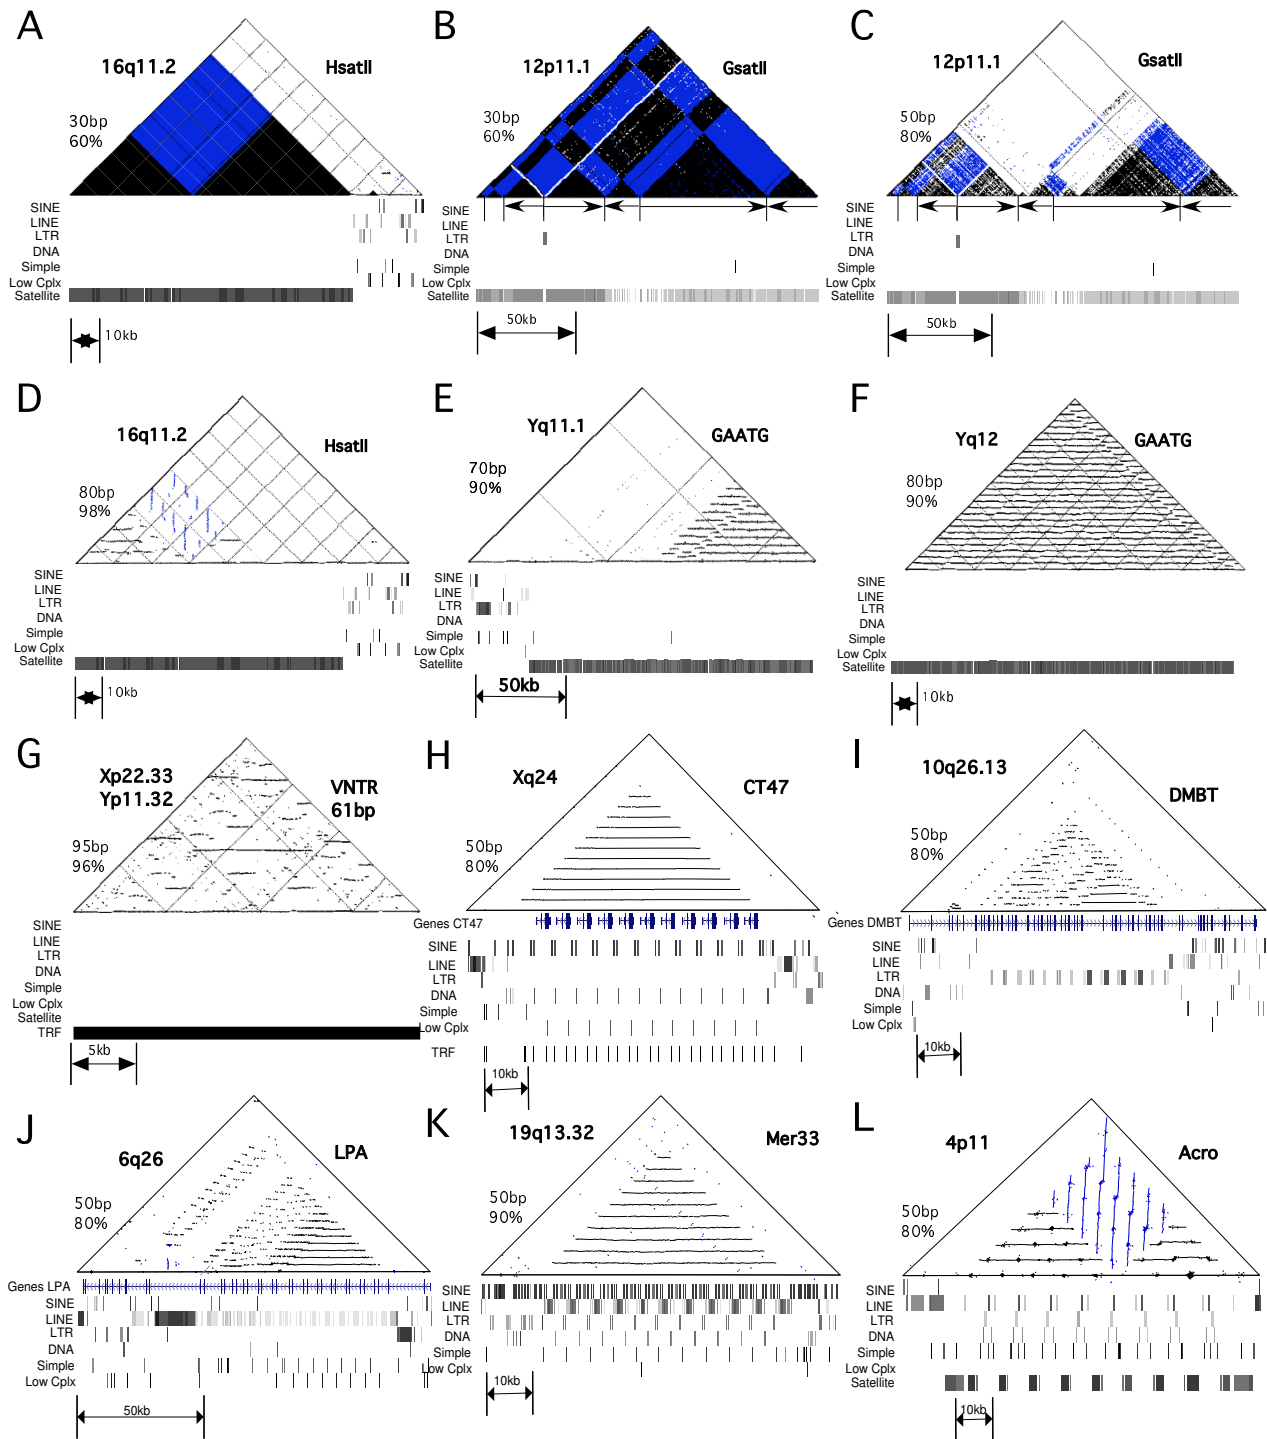 A
16q11.2
HsatII
30bp
60%
SINE
LINE
LTR
DNA
Simple
Low Cplx
Satellite
10kb
B
12p11.1
GsatII
30bp
60%
SINE
LINE
LTR
DNA
Simple
Low Cplx
Satellite
50kb
C
12p11.1
GsatII
50bp
80%
SINE
LINE
LTR
DNA
Simple
Low Cplx
Satellite
50kb
D
16q11.2
HsatII
80bp
98%
SINE
LINE
LTR
DNA
Simple
Low Cplx
Satellite
10kb
E
Yq11.1
GAATG
70bp
90%
SINE
LINE
LTR
DNA
Simple
Low Cplx
Satellite
50kb
F
Yq12
GAATG
80bp
90%
SINE
LINE
LTR
DNA
Simple
Low Cplx
Satellite
10kb
G
Xp22.33
Yp11.32
VNTR
61bp
95bp
96%
SINE
LINE
LTR
DNA
Simple
Low Cplx
Satellite
TRF
5kb
H
Xq24
CT47
50bp
80%
Genes CT47
SINE
LINE
LTR
DNA
Simple
Low Cplx
TRF
10kb
I
10q26.13
DMBT
50bp
80%
Genes DMBT
SINE
LINE
LTR
DNA
Simple
Low Cplx
10kb
J
6q26
LPA
50bp
80%
Genes LPA
SINE
LINE
LTR
DNA
Simple
Low Cplx
50kb
K
19q13.32
Mer33
50bp
90%
SINE
LINE
LTR
DNA
Simple
Low Cplx
10kb
L
4p11
Acro
50bp
80%
SINE
LINE
LTR
DNA
Simple
Low Cplx
Satellite
10kb